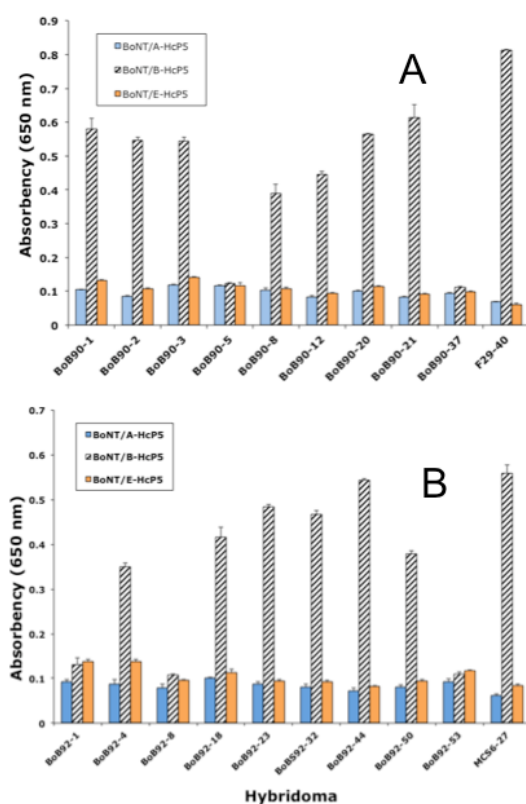 0.9
0.8
0.7
0.6
0.5
0.4
0.3
0.2
0.1
0
Absorbency (650 nm)
BoNT/A-HcP5
BoNT/B-HcP5
BoNT/E-HcP5
A
BoB90-1
BoB90-2
BoB90-3
BoB90-5
BoB90-8
BoB90-12
BoB90-20
BoB90-21
BoB90-37
F29-40
0.7
0.6
0.5
0.4
0.3
0.2
0.1
0
Absorbency (650 nm)
BoNT/A-HcP5
BoNT/B-HcP5
BoNT/E-HcP5
B
BoB92-1
BoB92-4
BoB92-8
BoB92-18
BoB92-23
BoBS92-32
BoB92-44
BoB92-50
BoB92-53
MCS6-27
Hybridoma